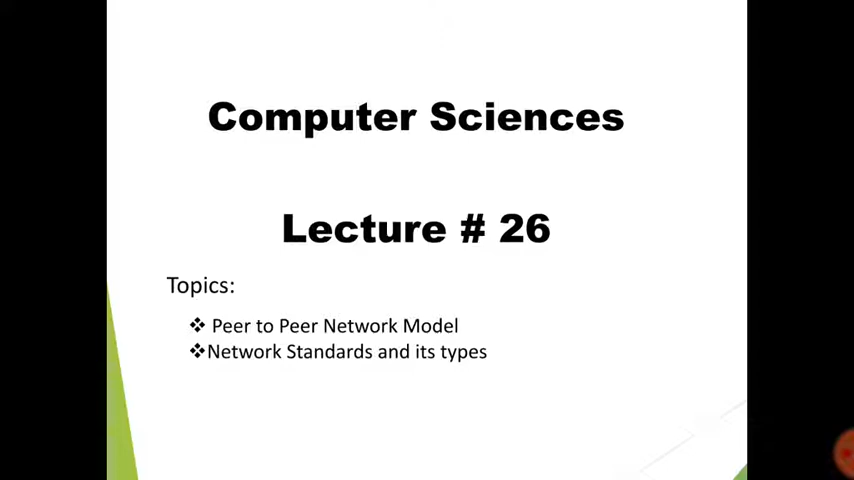 Computer Sciences
Lecture # 26
Topics:
❖ Peer to Peer Network Model
❖Network Standards and its types